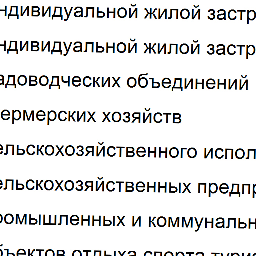 ндивидуальной жилой застр
ндивидуальной жилой застр
адоводческих объединений
ермерских хозяйств
ельскохозяйственного испол
ельскохозяйственных предпр
ромышленных и коммунальн
бъектов отдыха спорта тури